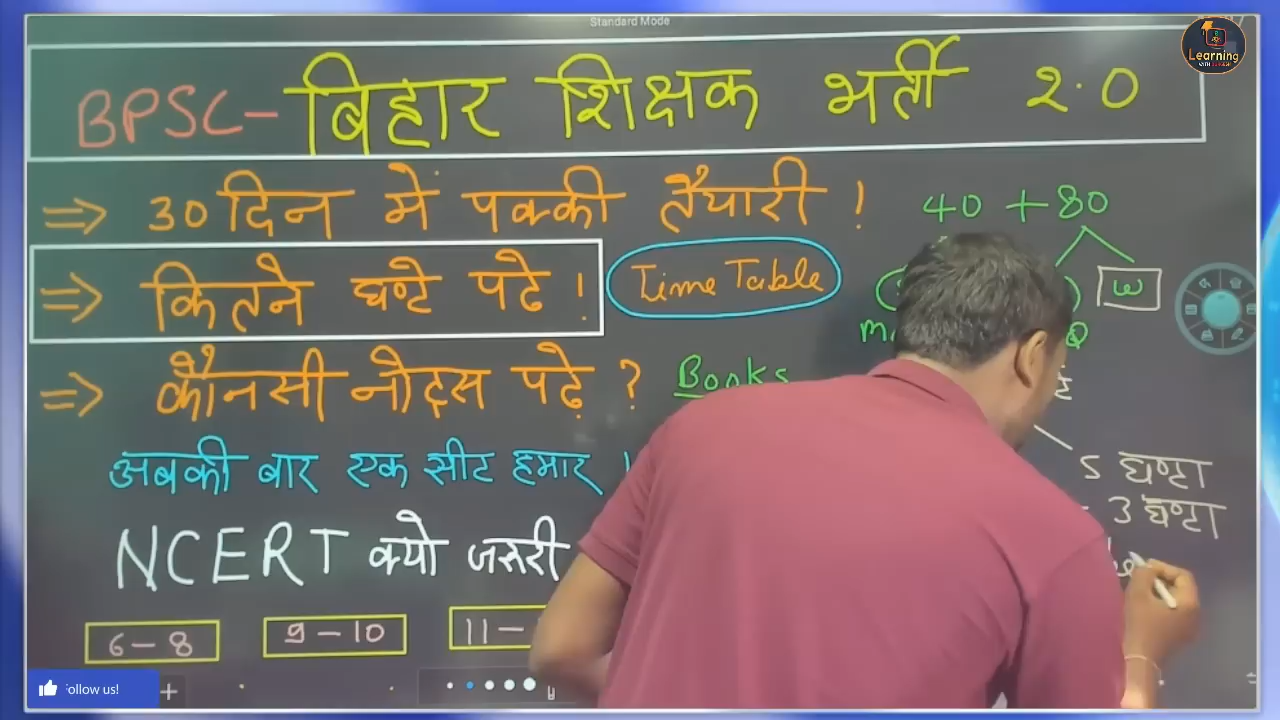 Standard Mode
Learning
BPSC- बिहार शिक्षक भर्ती 2.0
⇒ 30 दिन में पक्की तैयारी !
40 + 80
⇒ कितने घण्टे पढे !
Time Table
W
⇒ कौनसी नोट्स पढ़े ?
Books
अबकी बार एक सीट हमार !
5 घण्टा
3 घण्टा
NCERT क्यो जरुरी
6 - 8
9 - 10
11 -
Follow us!